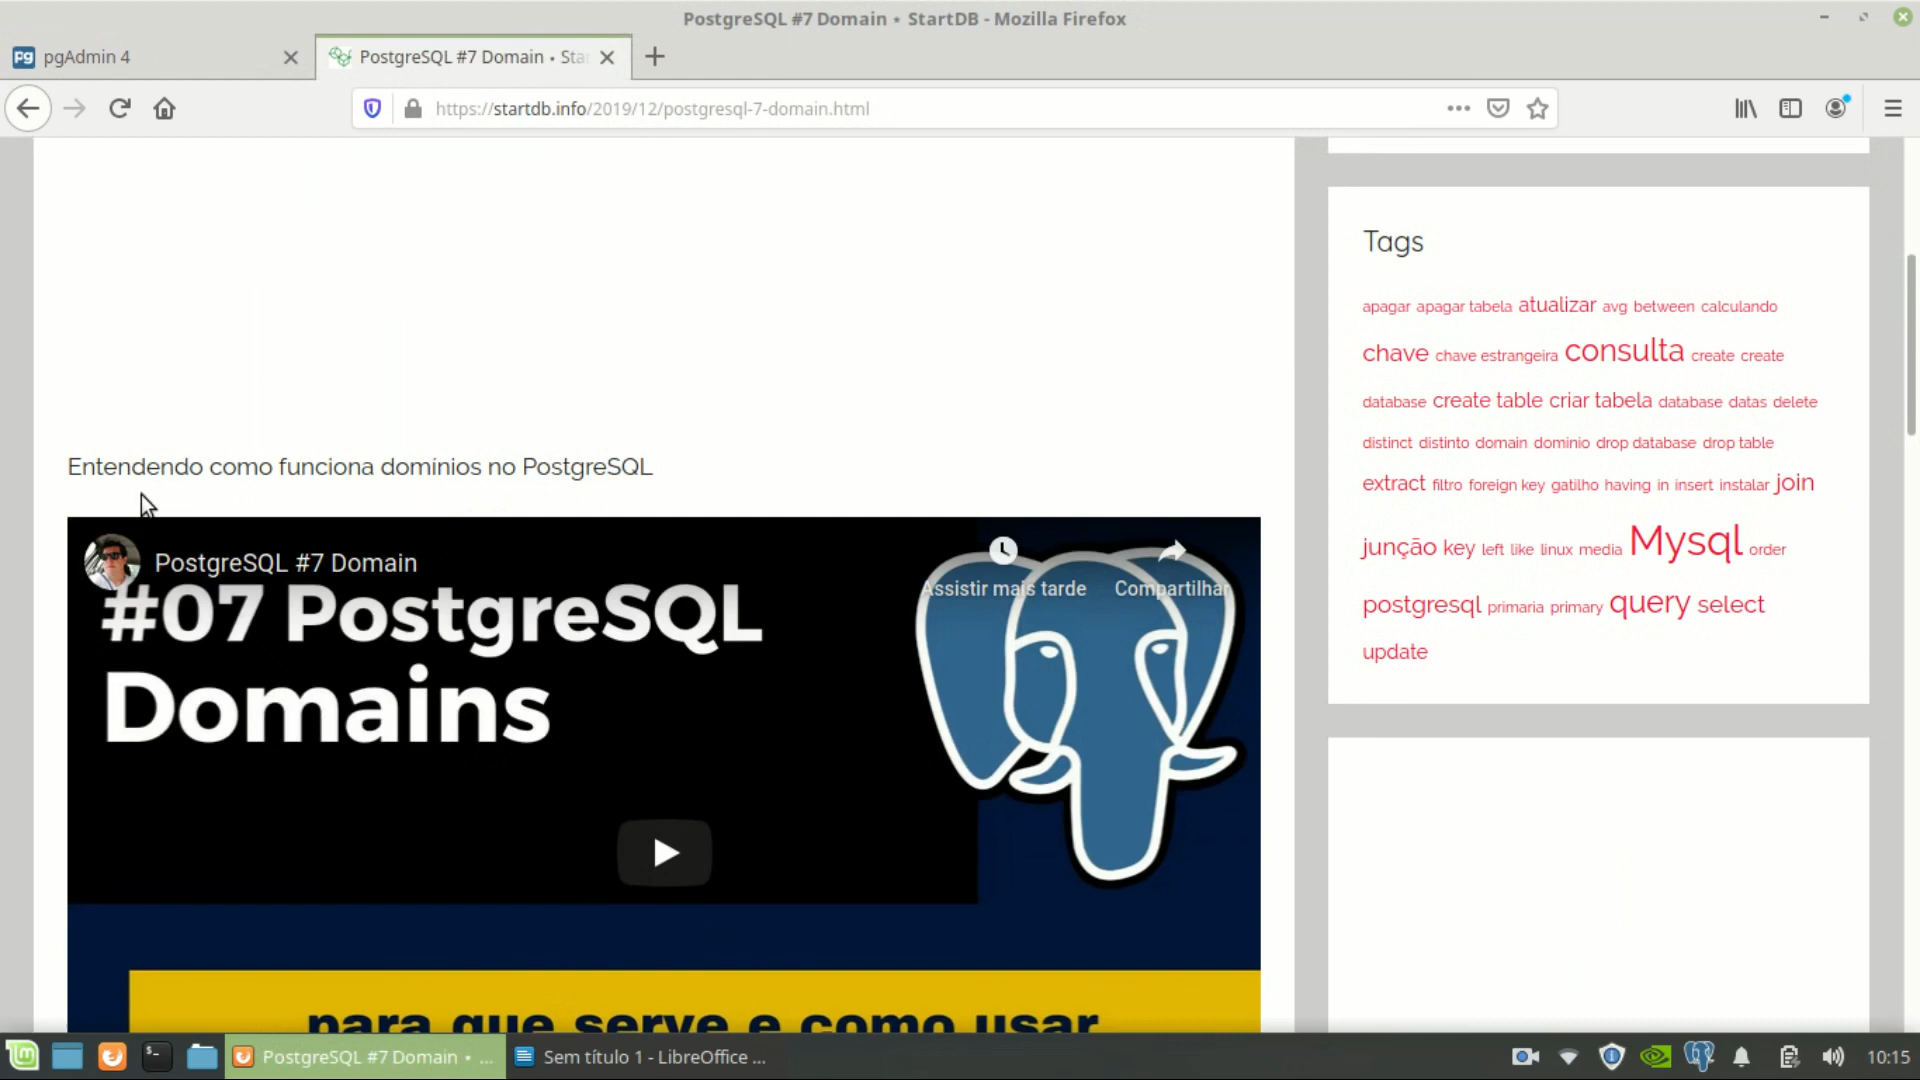 PostgreSQL #7 Domain • StartDB - Mozilla Firefox
pgAdmin 4
PostgreSQL #7 Domain • Sta
https://startdb.info/2019/12/postgresql-7-domain.html
Entendendo como funciona domínios no PostgreSQL
PostgreSQL #7 Domain
Assistir mais tarde
Compartilhar
#07 PostgreSQL
Domains
para que serve e como usar
Tags
apagar apagar tabela atualizar avg between calculando
chave chave estrangeira consulta create create
database create table criar tabela database datas delete
distinct distinto domain dominio drop database drop table
extract filtro foreign key gatilho having in insert instalar join
junção key left like linux media Mysql order
postgresql primaria primary query select
update
PostgreSQL #7 Domain • ...
Sem título 1 - LibreOffice ...
10:15